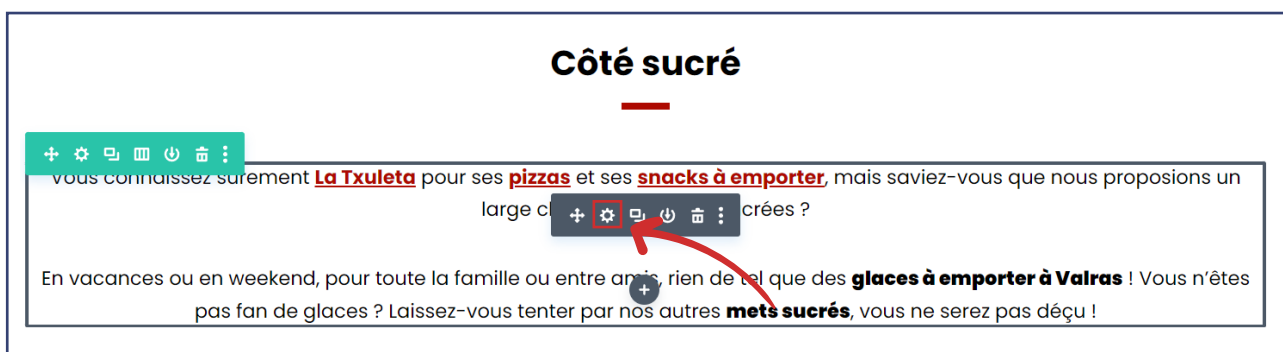 Côté sucré
Vous connaissez surement La Txuleta pour ses pizzas et ses snacks à emporter, mais saviez-vous que nous proposions un
large crées ?
En vacances ou en weekend, pour toute la famille ou entre amis, rien de tel que des glaces à emporter à Valras ! Vous n’êtes
pas fan de glaces ? Laissez-vous tenter par nos autres mets sucrés, vous ne serez pas déçu !